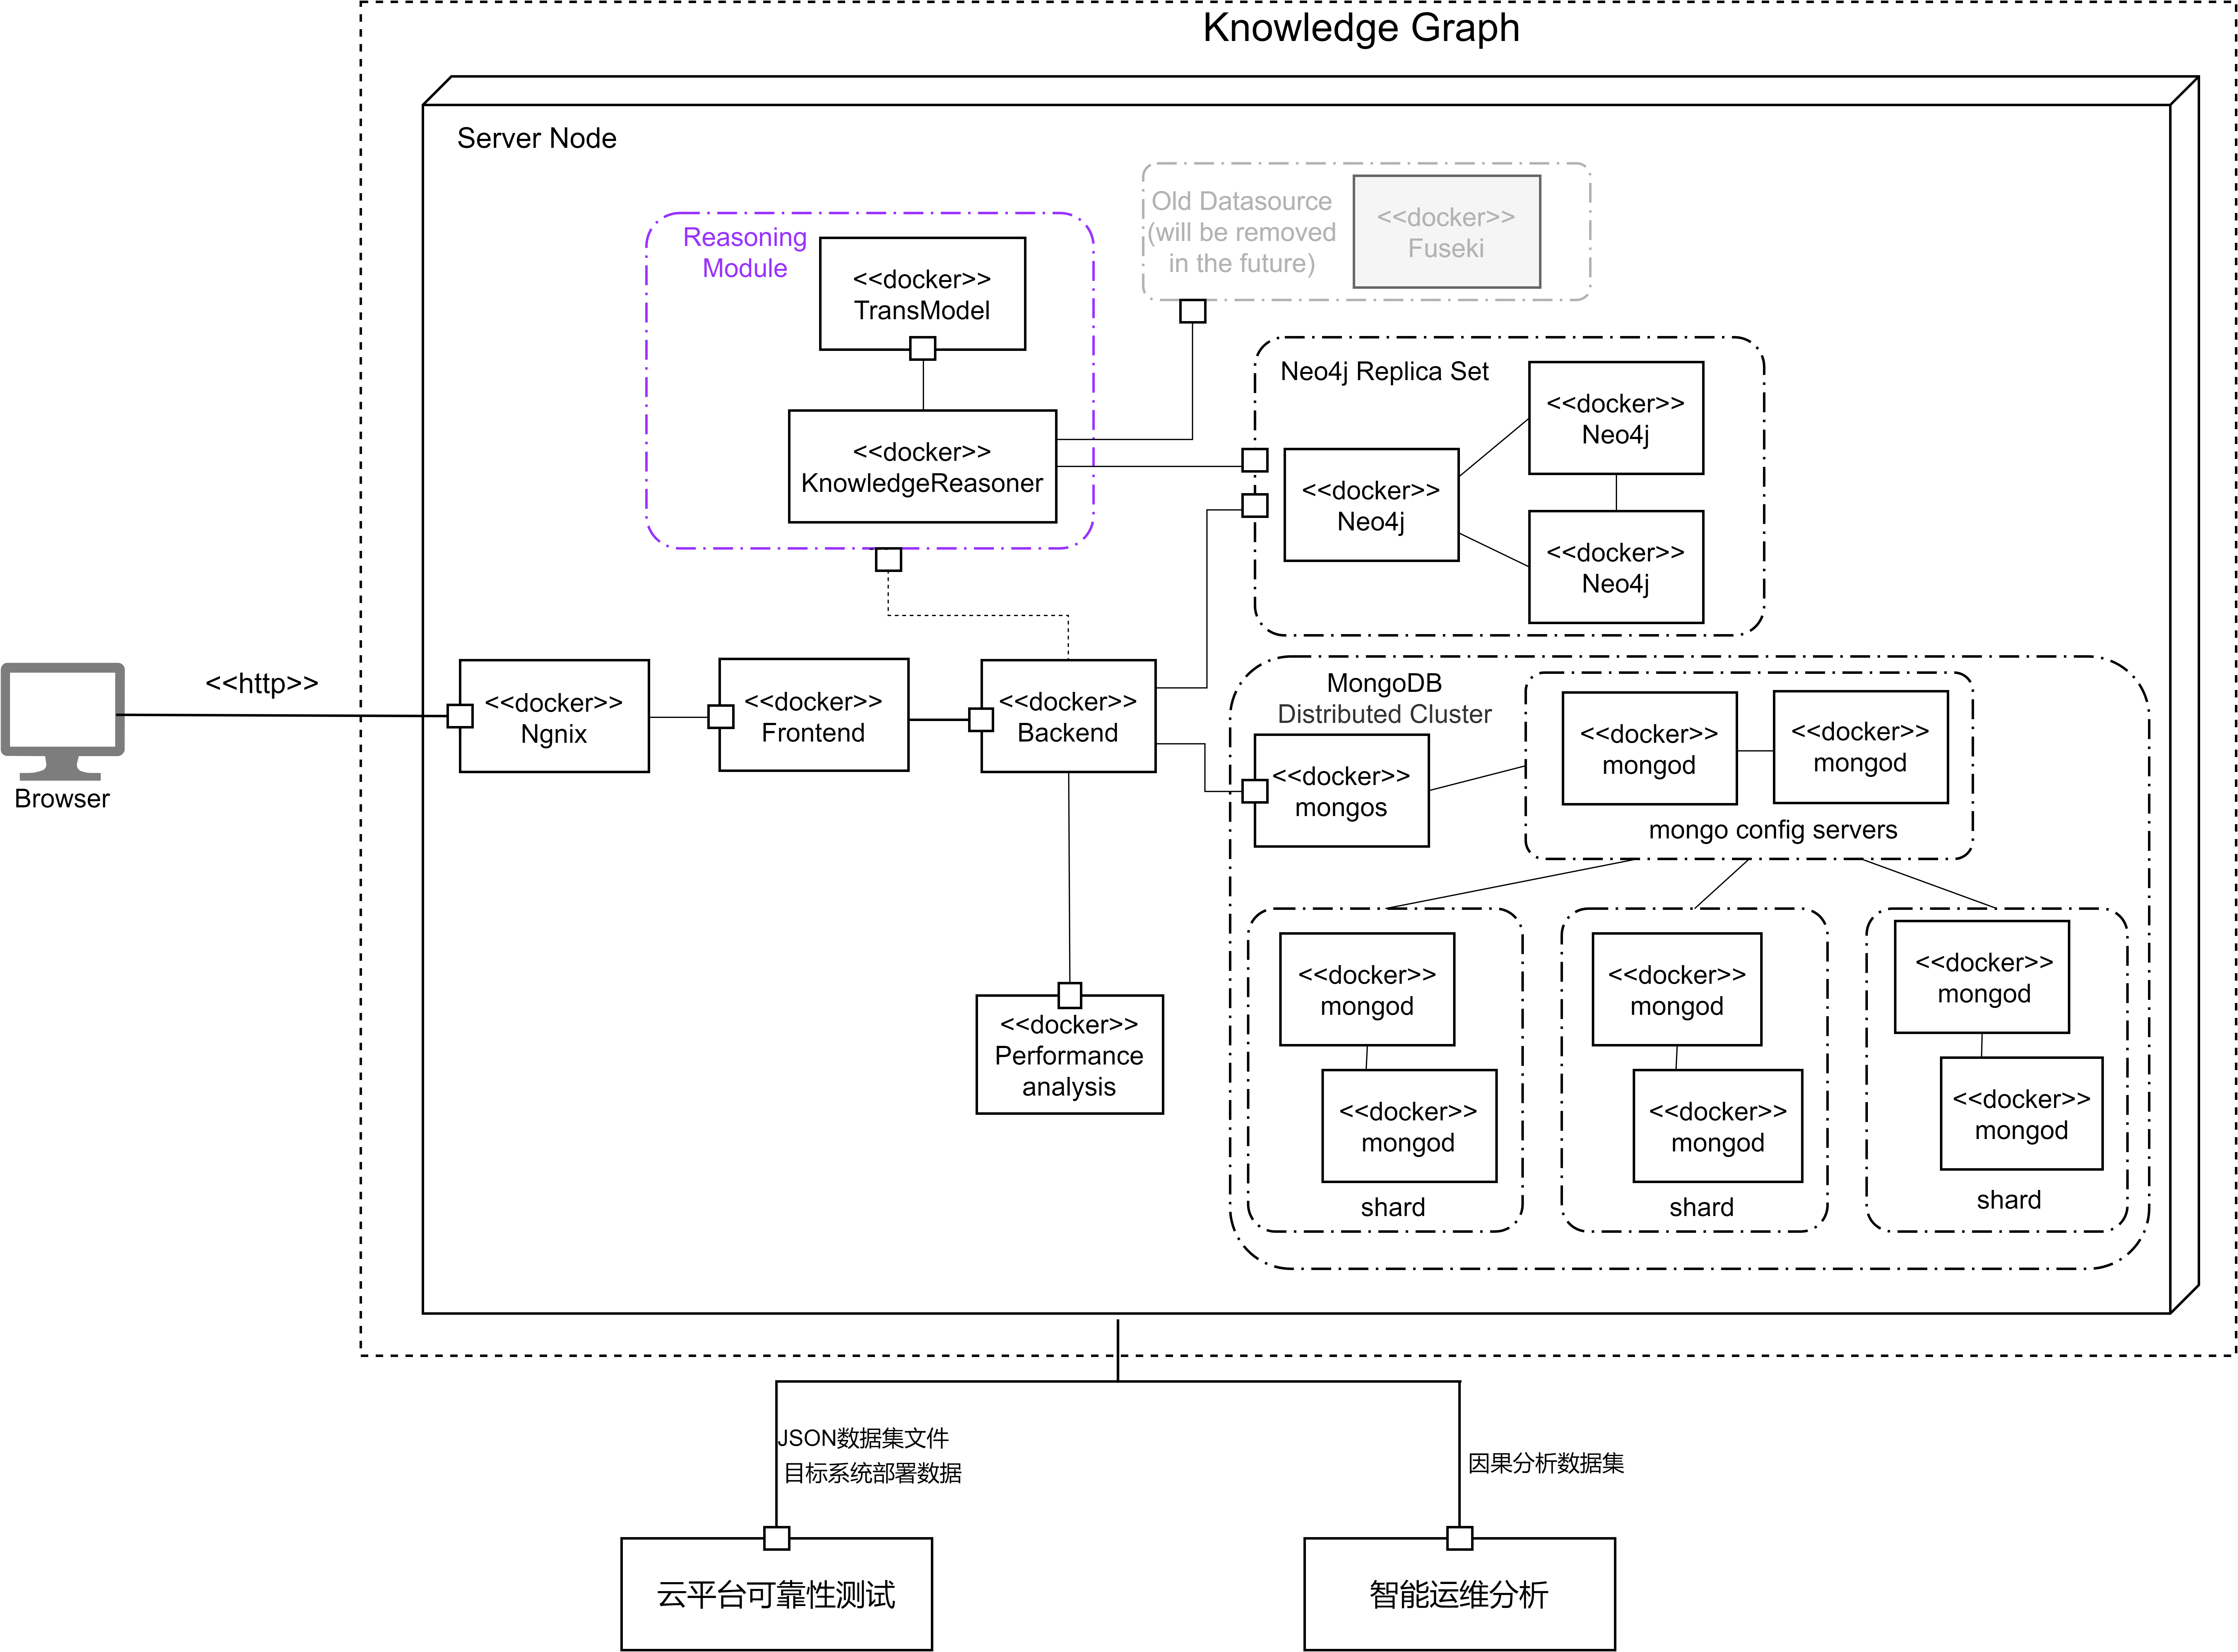 Knowledge Graph
Server Node
Old Datasource
(will be removed
in the future)
<<docker>>
Fuseki
Reasoning
Module
<<docker>>
TransModel
<<docker>>
KnowledgeReasoner
Neo4j Replica Set
<<docker>>
Neo4j
<<docker>>
Neo4j
<<docker>>
Neo4j
<<http>>
Browser
<<docker>>
Ngnix
<<docker>>
Frontend
<<docker>>
Backend
MongoDB
Distributed Cluster
<<docker>>
mongos
<<docker>>
mongod
<<docker>>
mongod
mongo config servers
<<docker>>
Performance
analysis
<<docker>>
mongod
<<docker>>
mongod
shard
<<docker>>
mongod
<<docker>>
mongod
shard
<<docker>>
mongod
<<docker>>
mongod
shard
JSON数据集文件
目标系统部署数据
因果分析数据集
云平台可靠性测试
智能运维分析